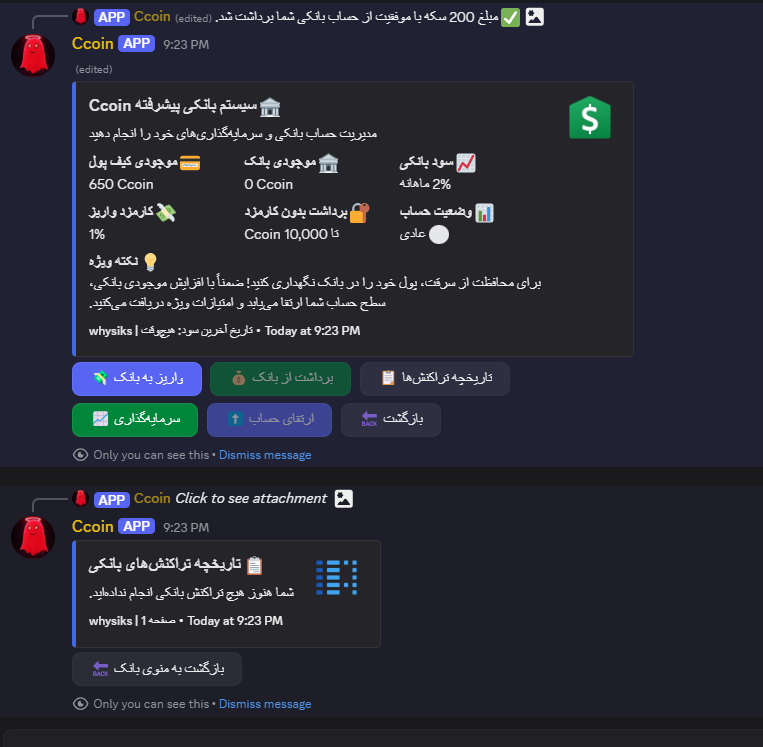 APP Ccoin (edited) مبلغ 200 سکه با موفقیت از حساب بانکی شما برداشت شد. ✅
Ccoin APP 9:23 PM
(edited)
🏛️ سیستم بانکی پیشرفته Ccoin
مدیریت حساب بانکی و سرمایه‌گذاری‌های خود را انجام دهید
💳 موجودی کیف پول
650 Ccoin
🏛️ موجودی بانک
0 Ccoin
📈 سود بانکی
2% ماهانه
💸 کارمزد واریز
1%
🔐 برداشت بدون کارمزد
تا 10,000 Ccoin
📊 وضعیت حساب
⚪ عادی
💡 نکته ویژه
برای محافظت از سرقت، پول خود را در بانک نگهداری کنید! ضمناً با افزایش موجودی بانکی،
سطح حساب شما ارتقا می‌یابد و امتیازات ویژه دریافت می‌کنید.
whysiks | تاریخ آخرین سود: هیچ‌وقت • Today at 9:23 PM
💸 واریز به بانک
💰 برداشت از بانک
📋 تاریخچه تراکنش‌ها
📈 سرمایه‌گذاری
⬆️ ارتقای حساب
🔙 بازگشت
Only you can see this • Dismiss message
APP Ccoin Click to see attachment
Ccoin APP 9:23 PM
📋 تاریخچه تراکنش‌های بانکی
شما هنوز هیچ تراکنش بانکی انجام نداده‌اید.
whysiks | صفحه 1 • Today at 9:23 PM
🔙 بازگشت به منوی بانک
Only you can see this • Dismiss message